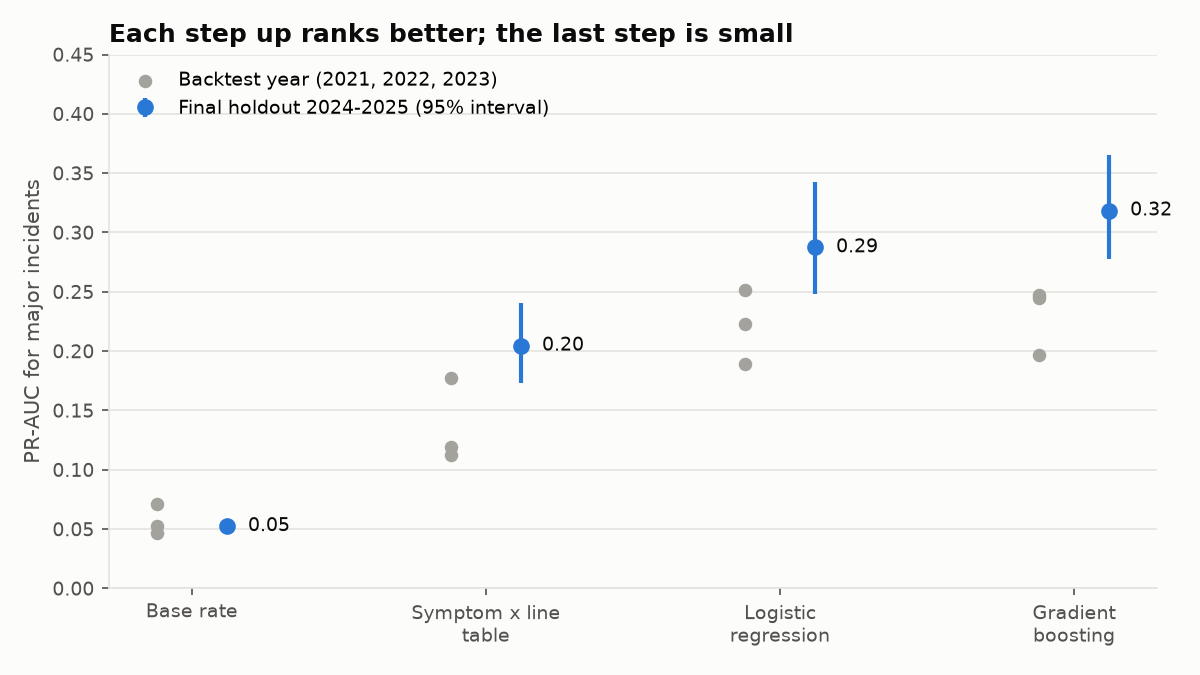 Each step up ranks better; the last step is small
Backtest year (2021, 2022, 2023)
Final holdout 2024-2025 (95% interval)
PR-AUC for major incidents
0.45
0.40
0.35
0.30
0.25
0.20
0.15
0.10
0.05
0.00
0.05
0.20
0.29
0.32
Base rate
Symptom x line
table
Logistic
regression
Gradient
boosting